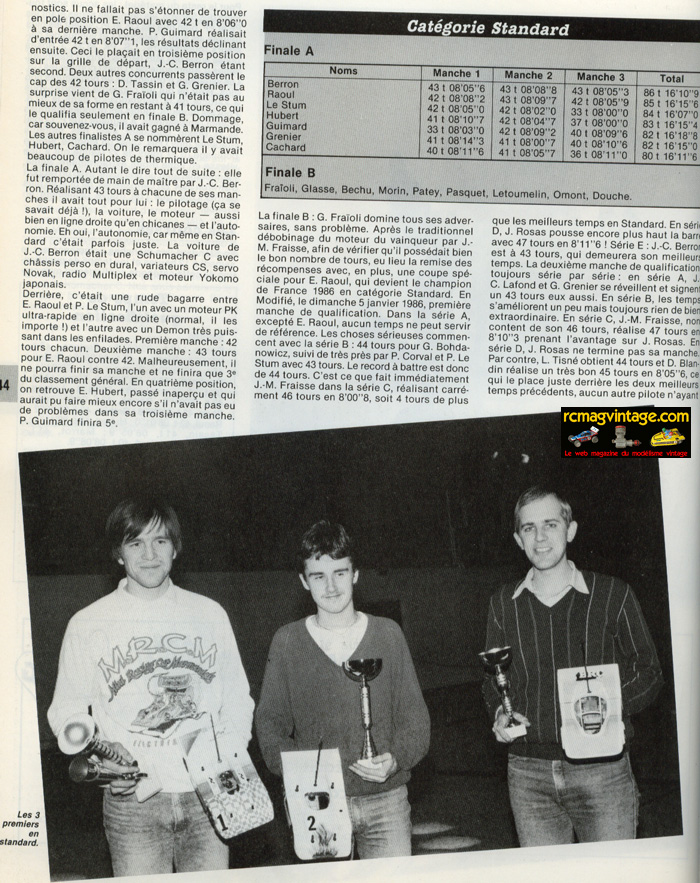 nostics. Il ne fallait pas s'étonner de trouver
en pole position E. Raoul avec 42 t en 8'06''0
à sa dernière manche. P. Guimard réalisait
d'entrée 42 t en 8'07''1, les résultats déclinant
ensuite. Ceci le plaçait en troisième position
sur la grille de départ, J.-C. Berron étant
second. Deux autres concurrents passèrent le
cap des 42 tours : D. Tassin et G. Grenier. La
surprise vient de G. Fraïoli qui n'était pas au
mieux de sa forme en restant à 41 tours, ce qui
le qualifia seulement en finale B. Dommage,
car souvenez-vous, il avait gagné à Marmande.
Les autres finalistes A se nommèrent Le Stum,
Hubert, Cachard. On le remarquera il y avait
beaucoup de pilotes de thermique.
La finale A. Autant le dire tout de suite : elle
fut remportée de main de maître par J.-C. Ber-
ron. Réalisant 43 tours à chacune de ses man-
ches il avait tout pour lui : le pilotage (ça se
savait déjà !), la voiture, le moteur — aussi
bien en ligne droite qu'en chicanes — et l'auto-
nomie. Eh oui, l'autonomie, car même en Stan-
dard c'était parfois juste. La voiture de
J.-C. Berron était une Schumacher C avec
châssis perso en dural, variateurs CS, servo
Novak, radio Multiplex et moteur Yokomo
japonais.
Derrière, c'était une rude bagarre entre
E. Raoul et P. Le Stum, l'un avec un moteur PK
ultra-rapide en ligne droite (normal, il les
importe !) et l'autre avec un Demon très puis-
sant dans les enfilades. Première manche : 42
tours chacun. Deuxième manche : 43 tours
pour E. Raoul contre 42. Malheureusement, il
ne pourra finir sa manche et ne finira que 3e
du classement général. En quatrième position,
on retrouve E. Hubert, passé inaperçu et qui
aurait pu faire mieux encore s'il n'avait pas eu
de problèmes dans sa troisième manche.
P. Guimard finira 5e.
44
Catégorie Standard
Finale A
Noms Manche 1 Manche 2 Manche 3 Total
Berron 43 t 08'05''6 43 t 08'08''8 43 t 08'05''3 86 t 16'10''9
Raoul 42 t 08'08''2 43 t 08'09''7 42 t 08'05''9 85 t 16'15''6
Le Stum 42 t 08'05''0 42 t 08'02''0 33 t 08'00''0 84 t 16'07''0
Hubert 41 t 08'10''7 42 t 08'04''7 37 t 08'00''0 83 t 16'15''4
Guimard 33 t 08'03''0 42 t 08'09''2 40 t 08'09''6 82 t 16'18''8
Grenier 41 t 08'14''3 41 t 08'00''7 40 t 08'10''6 82 t 16'15''0
Cachard 40 t 08'11''6 41 t 08'05''7 36 t 08'11''0 80 t 16'11''6
Finale B
Fraïoli, Glasse, Bechu, Morin, Patey, Pasquet, Letoumelin, Omont, Douche.
La finale B : G. Fraïoli domine tous ses adver-
saires, sans problème. Après le traditionnel
débobinage du moteur du vainqueur par J.-
M. Fraisse, afin de vérifier qu'il possédait bien
le bon nombre de tours, eu lieu la remise des
récompenses avec, en plus, une coupe spé-
ciale pour E. Raoul, qui devient le champion
de France 1986 en catégorie Standard. En
Modifié, le dimanche 5 janvier 1986, première
manche de qualification. Dans la série A,
excepté E. Raoul, aucun temps ne peut servir
de référence. Les choses sérieuses commen-
cent avec la série B : 44 tours pour G. Bohda-
nowicz, suivi de très près par P. Corval et P. Le
Stum avec 43 tours. Le record à battre est donc
de 44 tours. C'est ce que fait immédiatement
J.-M. Fraisse dans la série C, réalisant carré-
ment 46 tours en 8'00''8, soit 4 tours de plus
que les meilleurs temps en Standard. En série
D, J. Rosas pousse encore plus haut la barre
avec 47 tours en 8'11''6 ! Série E : J.-C. Berron
est à 43 tours, qui demeurera son meilleur
temps. La deuxième manche de qualification
toujours série par série : en série A, J.
C. Lafond et G. Grenier se réveillent et signent
un 43 tours eux aussi. En série B, les temps
s'améliorent un peu mais toujours rien de bien
extraordinaire. En série C, J.-M. Fraisse, non
content de son 46 tours, réalise 47 tours en
8'10''3 prenant l'avantage sur J. Rosas. En
série D, J. Rosas ne termine pas sa manche.
Par contre, L. Tisné obtient 44 tours et D. Blan-
din réalise un très bon 45 tours en 8'05''6, ce
qui le place juste derrière les deux meilleurs
temps précédents, aucun autre pilote n'ayant
rcmagvintage.com
Le web magazine du modélisme vintage
M.R.C.M
1
2
Les 3
premiers
en
standard.